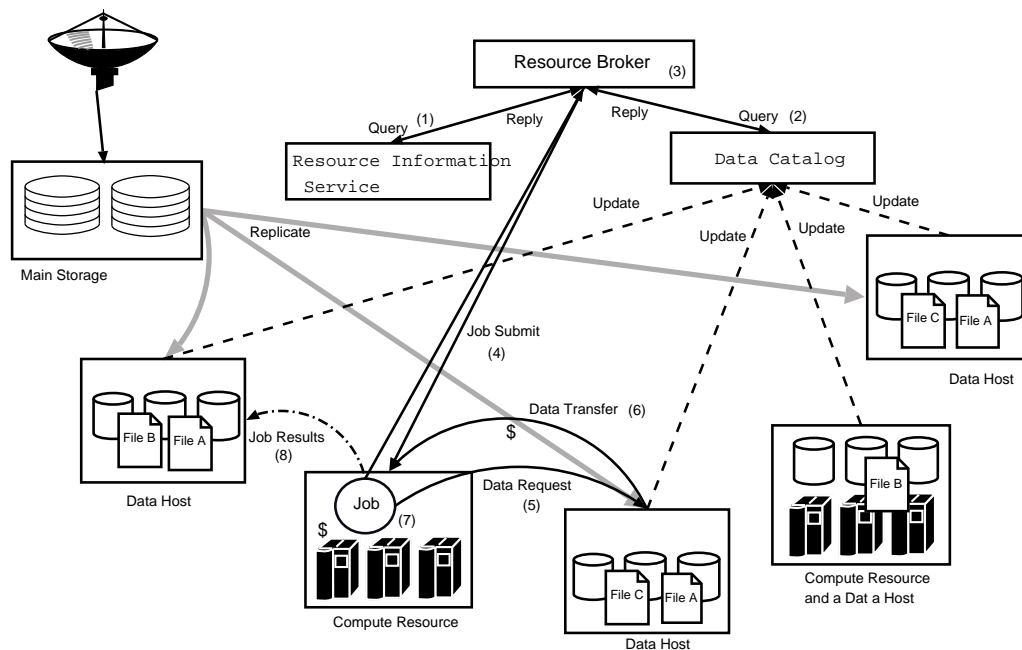 Resource Broker
(3)
Query (1)
Reply
Reply
Query (2)
Resource Information
Service
Data Catalog
Main Storage
Replicate
Update
Update
Update
Update
File C
File A
Data Host
Job Submit
(4)
File B
File A
Data Host
Job Results
(8)
Data Transfer (6)
$
Data Request
(5)
Job
(7)
$
Compute Resource
File C
File A
Data Host
File B
Compute Resource
and a Dat a Host